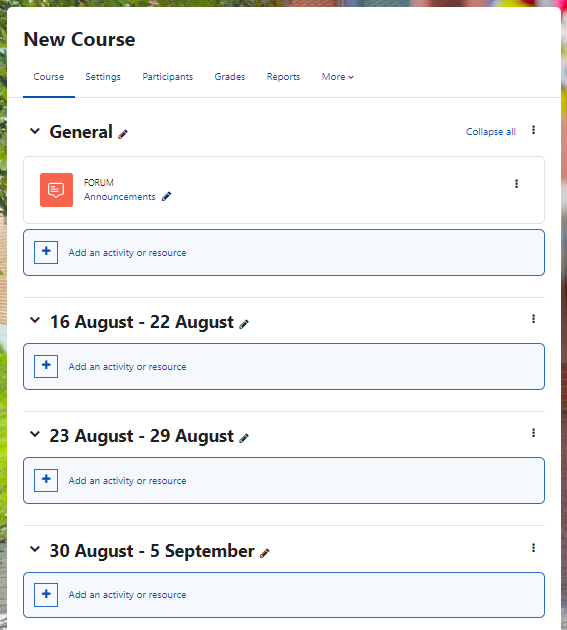 New Course
Course Settings Participants Grades Reports More
General Collapse all
FORUM
Announcements
Add an activity or resource
16 August - 22 August
Add an activity or resource
23 August - 29 August
Add an activity or resource
30 August - 5 September
Add an activity or resource